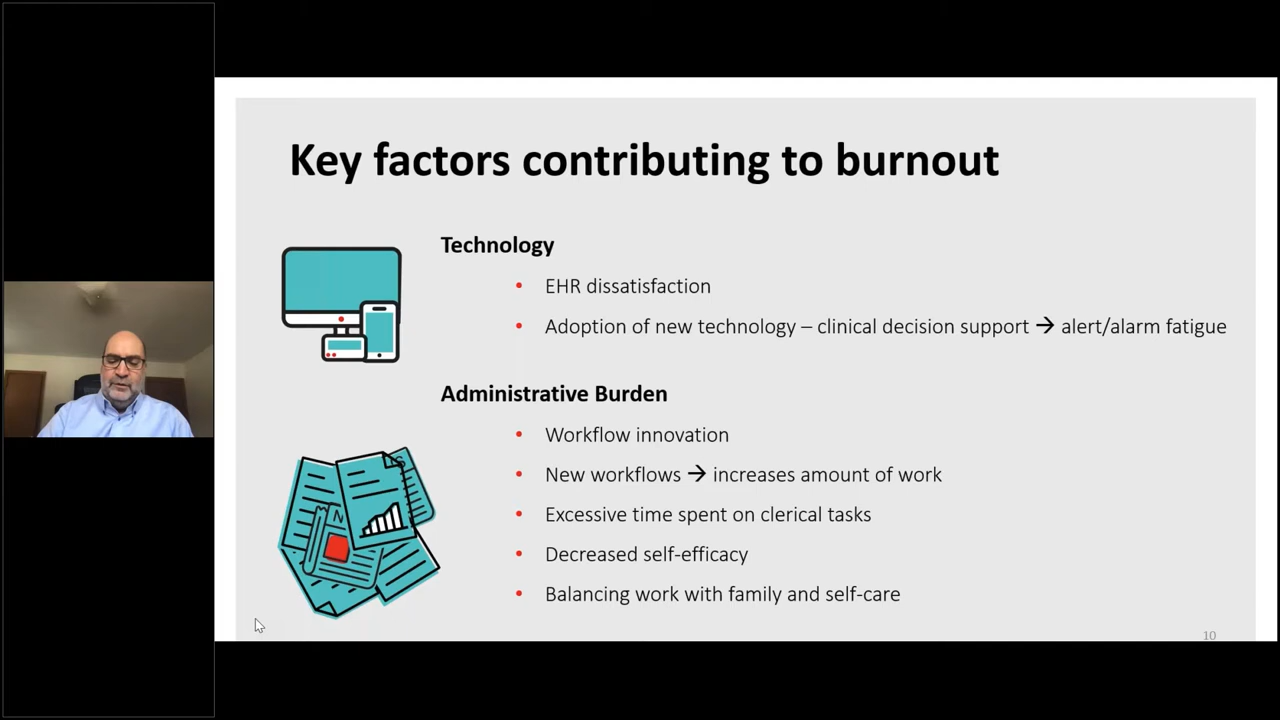 Key factors contributing to burnout
Technology
• EHR dissatisfaction
• Adoption of new technology – clinical decision support → alert/alarm fatigue
Administrative Burden
• Workflow innovation
• New workflows → increases amount of work
• Excessive time spent on clerical tasks
• Decreased self-efficacy
• Balancing work with family and self-care
10